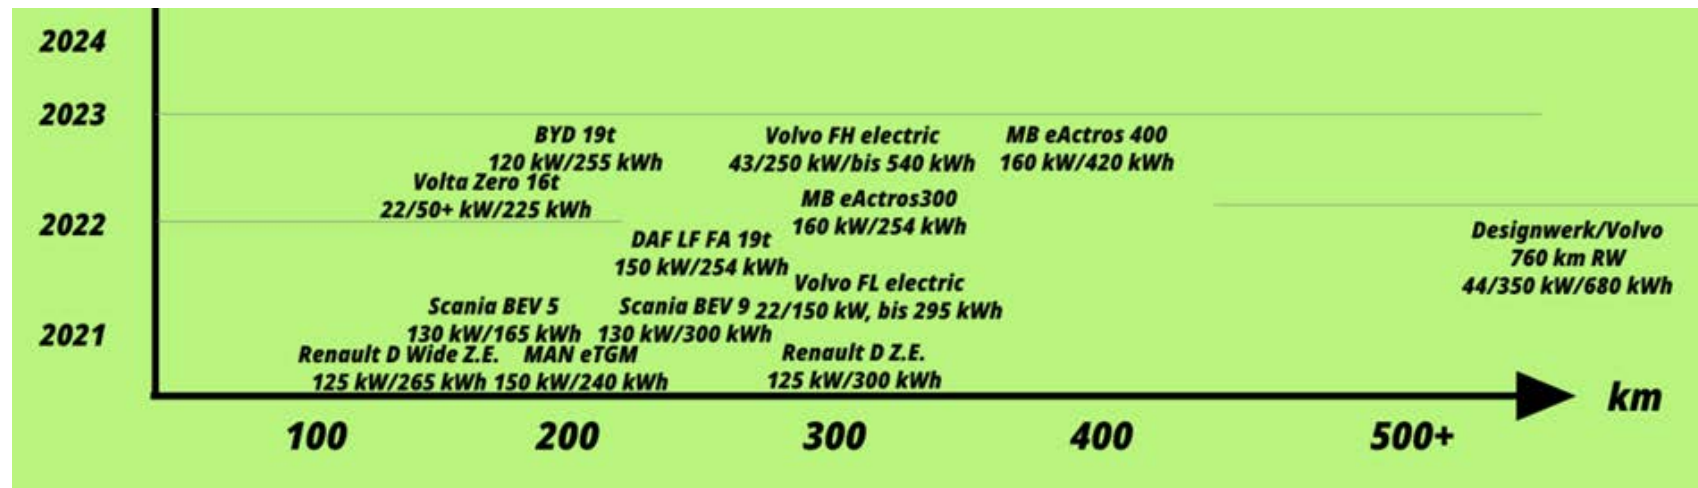 2024
2023
BYD 19t
120 kW/255 kWh
Volvo FH electric
43/250 kW/bis 540 kWh
MB eActros 400
160 kW/420 kWh
Volta Zero 16t
22/50+ kW/225 kWh
MB eActros300
160 kW/254 kWh
2022
DAF LF FA 19t
150 kW/254 kWh
Designwerk/Volvo
760 km RW
44/350 kW/680 kWh
Volvo FL electric
22/150 kW, bis 295 kWh
Scania BEV 5
130 kW/165 kWh
Scania BEV 9
130 kW/300 kWh
2021
Renault D Wide Z.E.
125 kW/265 kWh
MAN eTGM
150 kW/240 kWh
Renault D Z.E.
125 kW/300 kWh
km
100 200 300 400 500+